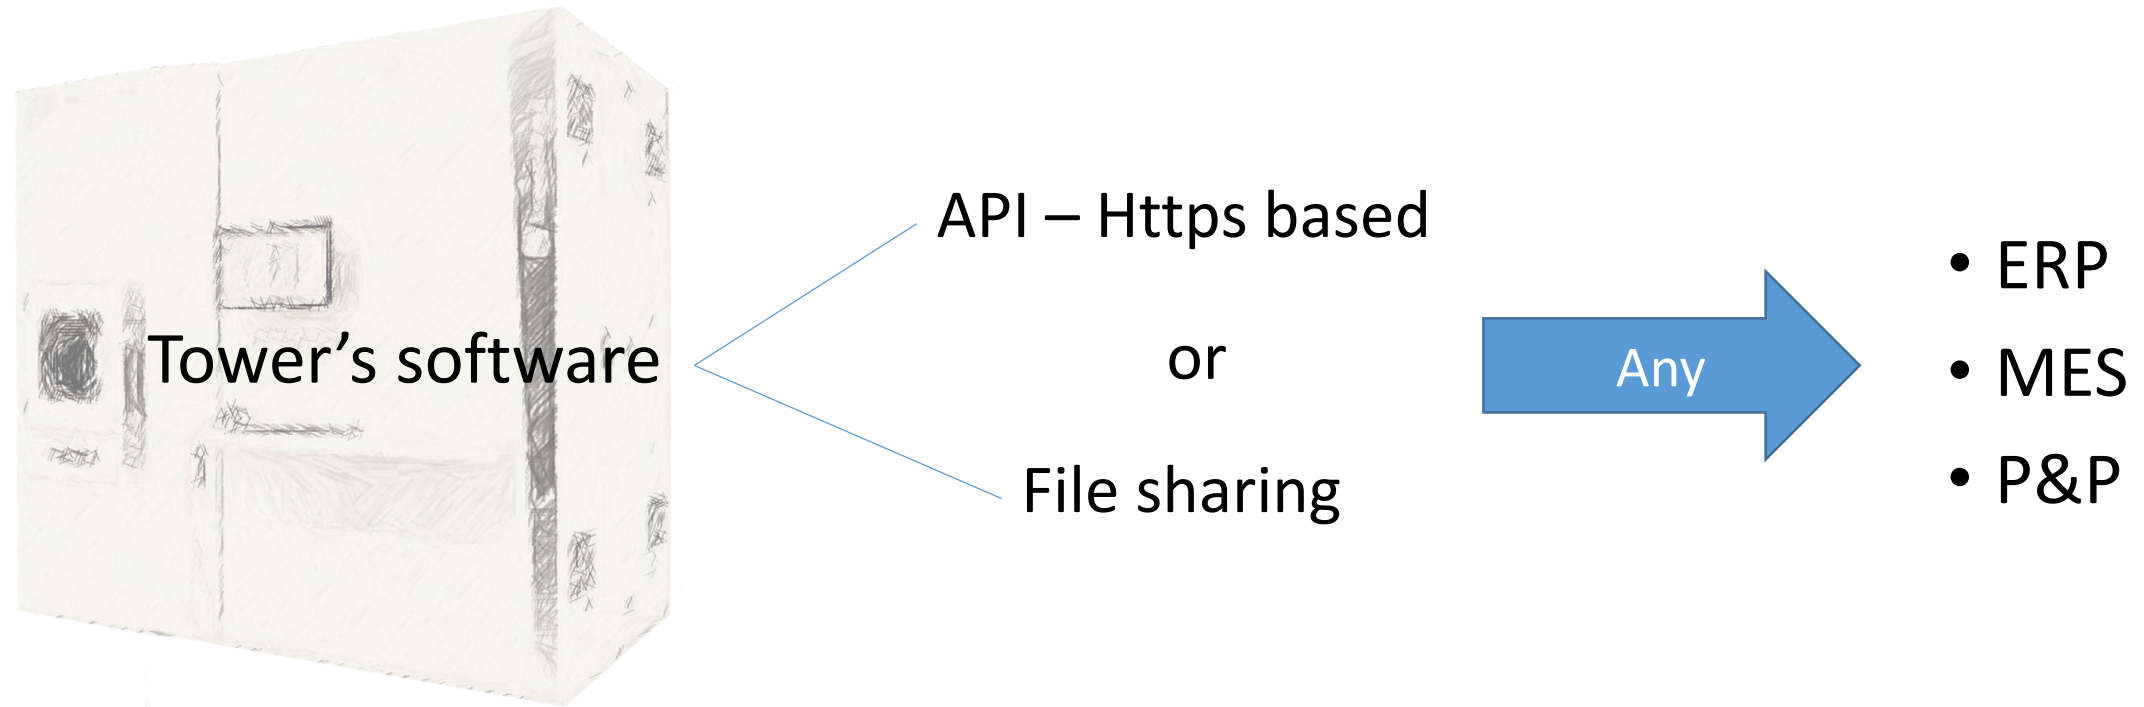 Tower’s software
API – Https based
or
File sharing
Any
• ERP
• MES
• P&P